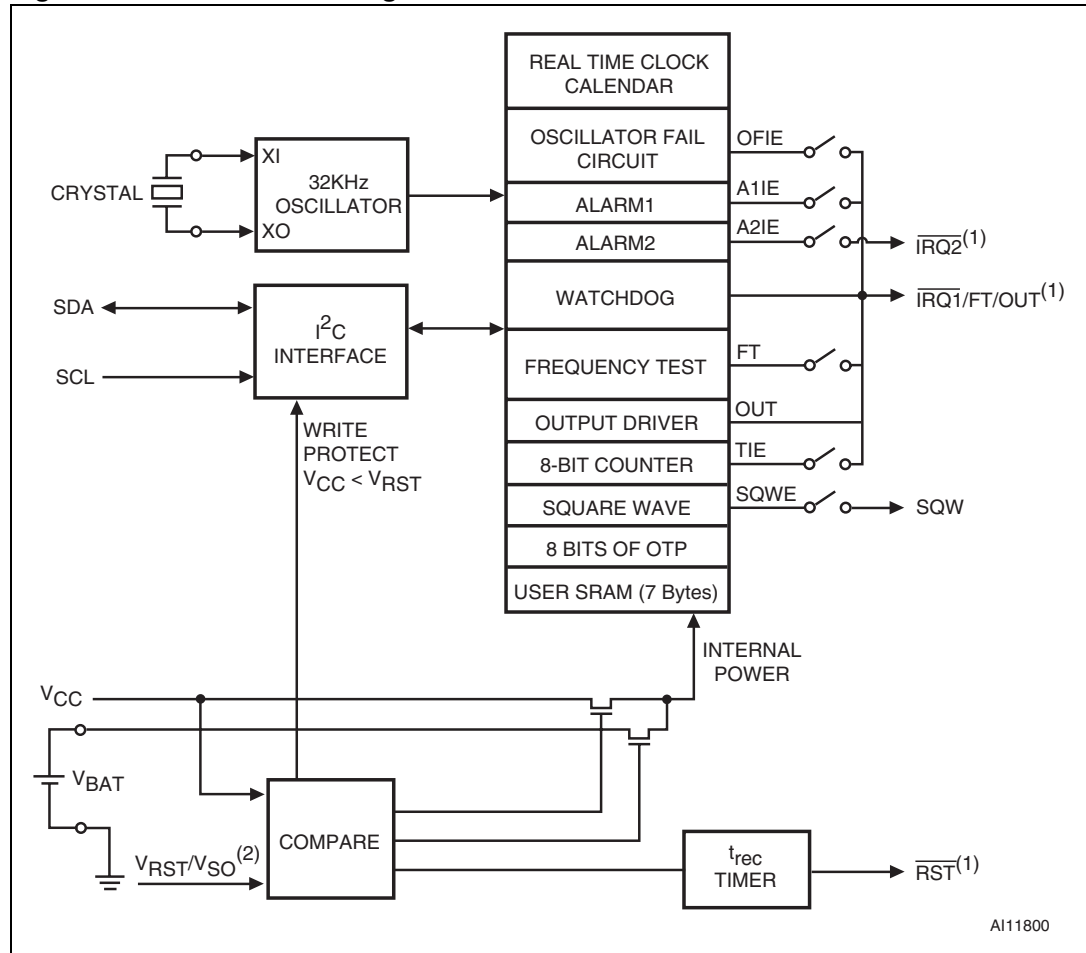 REAL TIME CLOCK
CALENDAR
OSCILLATOR FAIL
CIRCUIT
OFIE
XI
CRYSTAL
32KHz
OSCILLATOR
XO
ALARM1
A1IE
ALARM2
A2IE
IRQ2(1)
WATCHDOG
IRQ1/FT/OUT(1)
SDA
I2C
INTERFACE
SCL
FREQUENCY TEST
FT
OUTPUT DRIVER
OUT
WRITE
PROTECT
VCC < VRST
8-BIT COUNTER
TIE
SQUARE WAVE
SQWE
SQW
8 BITS OF OTP
USER SRAM (7 Bytes)
INTERNAL
POWER
VCC
VBAT
COMPARE
VRST/VSO(2)
trec
TIMER
RST(1)
AI11800